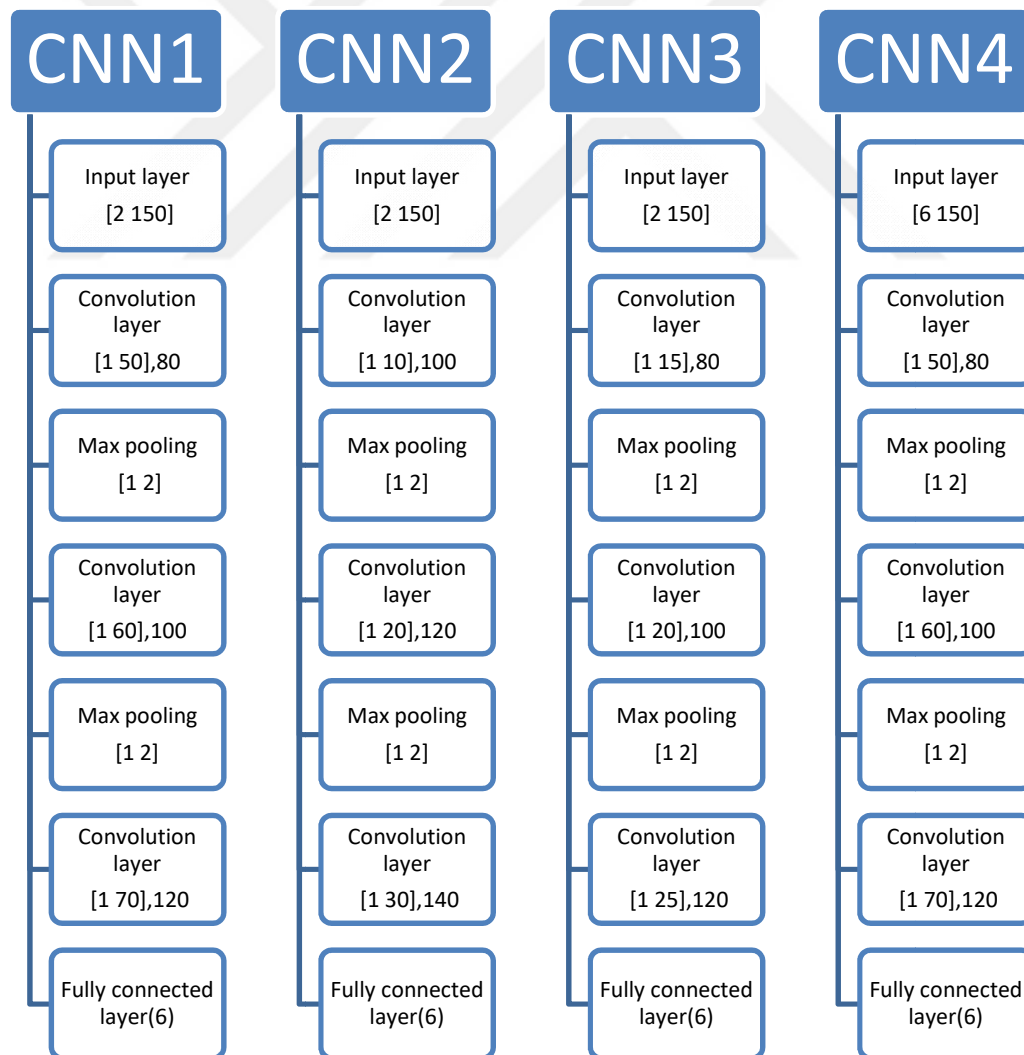 CNN1
Input layer
[2 150]
Convolution
layer
[1 50],80
Max pooling
[1 2]
Convolution
layer
[1 60],100
Max pooling
[1 2]
Convolution
layer
[1 70],120
Fully connected
layer(6)
CNN2
Input layer
[2 150]
Convolution
layer
[1 10],100
Max pooling
[1 2]
Convolution
layer
[1 20],120
Max pooling
[1 2]
Convolution
layer
[1 30],140
Fully connected
layer(6)
CNN3
Input layer
[2 150]
Convolution
layer
[1 15],80
Max pooling
[1 2]
Convolution
layer
[1 20],100
Max pooling
[1 2]
Convolution
layer
[1 25],120
Fully connected
layer(6)
CNN4
Input layer
[6 150]
Convolution
layer
[1 50],80
Max pooling
[1 2]
Convolution
layer
[1 60],100
Max pooling
[1 2]
Convolution
layer
[1 70],120
Fully connected
layer(6)